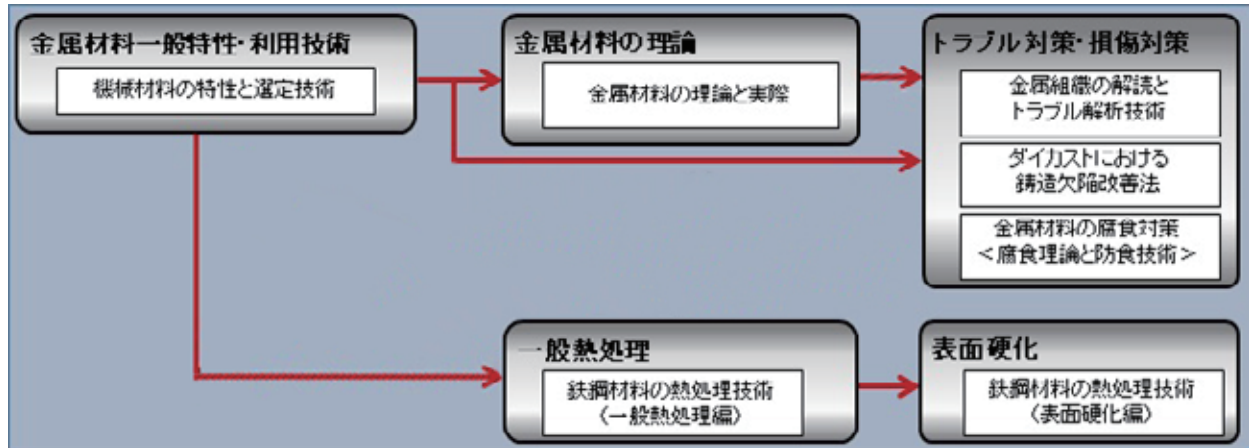 金属材料一般特性・利用技術
機械材料の特性と選定技術
金属材料の理論
金属材料の理論と実際
トラブル対策・損傷対策
金属組織の解読と
トラブル解析技術
ダイカストにおける
鋳造欠陥改善法
金属材料の腐食対策
＜腐食理論と防食技術＞
一般熱処理
鉄鋼材料の熱処理技術
（一般熱処理編）
表面硬化
鉄鋼材料の熱処理技術
（表面硬化編）